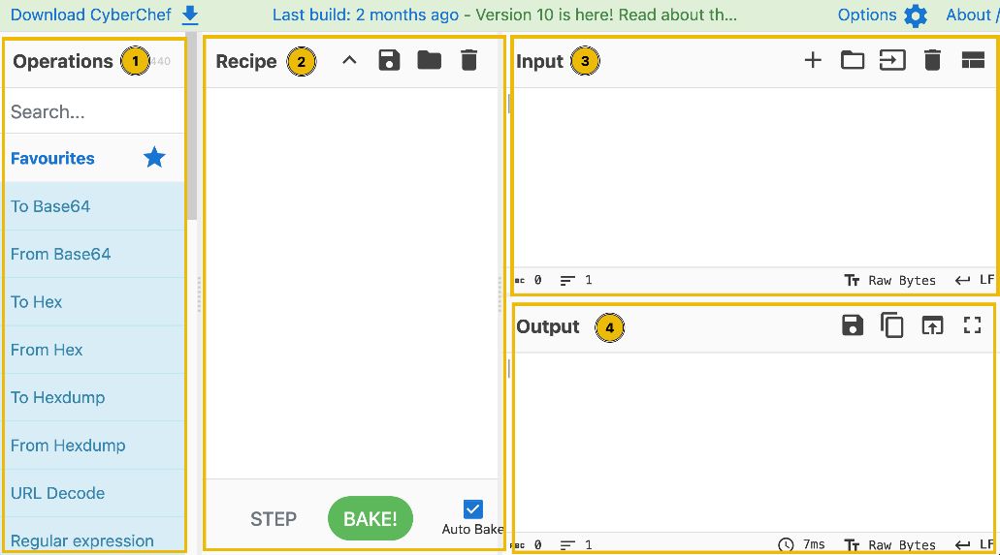 Download CyberChef
Last build: 2 months ago - Version 10 is here! Read about th...
Options
About /
Operations 1 440
Search...
Favourites
To Base64
From Base64
To Hex
From Hex
To Hexdump
From Hexdump
URL Decode
Regular expression
Recipe 2
STEP
BAKE!
Auto Bake
Input 3
0 1
Tr Raw Bytes LF
Output 4
0 1
7ms Tr Raw Bytes LF